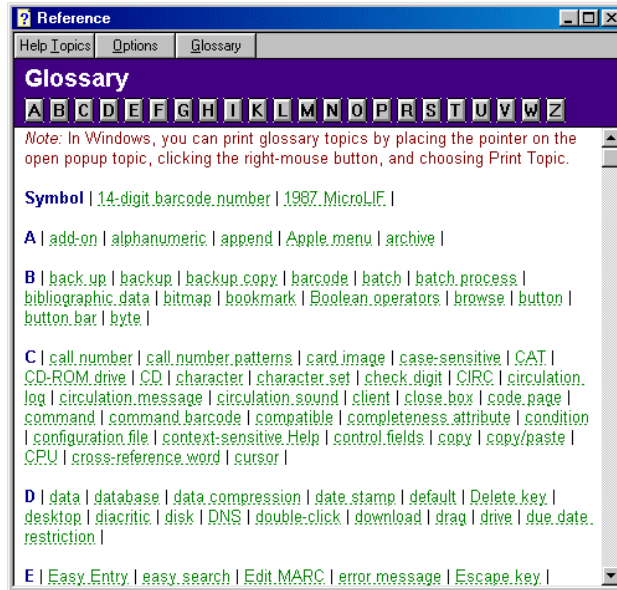 Reference
Help Topics Options Glossary
Glossary
A B C D E F G H I K L M N O P R S T U V W Z
Note: In Windows, you can print glossary topics by placing the pointer on the
open popup topic, clicking the right-mouse button, and choosing Print Topic.
Symbol | 14-digit barcode number | 1987 MicroLIF |
A | add-on | alphanumeric | append | Apple menu | archive |
B | back up | backup | backup copy | barcode | batch | batch process |
bibliographic data | bitmap | bookmark | Boolean operators | browse | button |
button bar | byte |
C | call number | call number patterns | card image | case-sensitive | CAT |
CD-ROM drive | CD | character | character set | check digit | CIRC | circulation
log | circulation message | circulation sound | client | close box | code page |
command | command barcode | compatible | completeness attribute | condition
| configuration file | context-sensitive Help | control fields | copy | copy/paste |
CPU | cross-reference word | cursor |
D | data | database | data compression | date stamp | default | Delete key |
desktop | diacritic | disk | DNS | double-click | download | drag | drive | due date
restriction |
E | Easy Entry | easy search | Edit MARC | error message | Escape key |